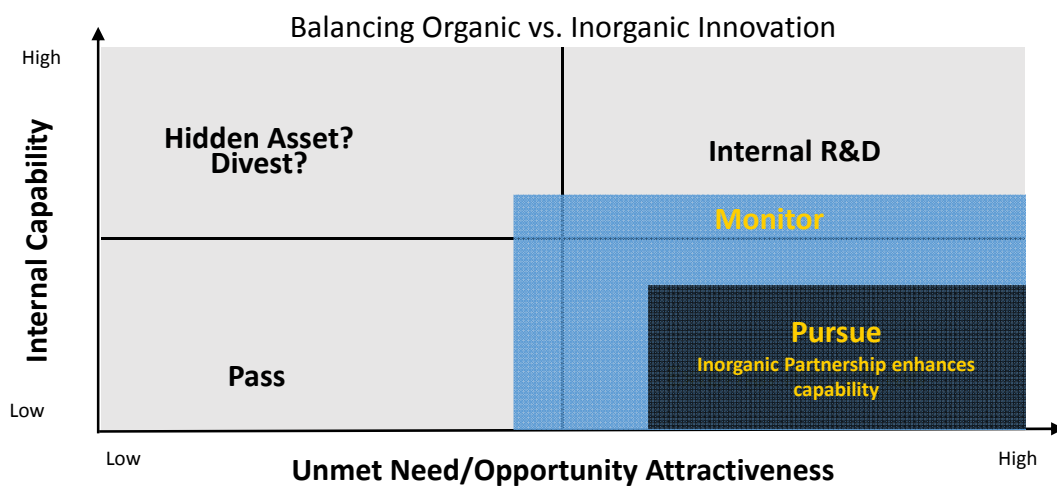 Balancing Organic vs. Inorganic Innovation
High
Hidden Asset?
Divest?
Internal R&D
Monitor
Internal Capability
Pursue
Inorganic Partnership enhances
capability
Pass
Low
Low
Unmet Need/Opportunity Attractiveness
High